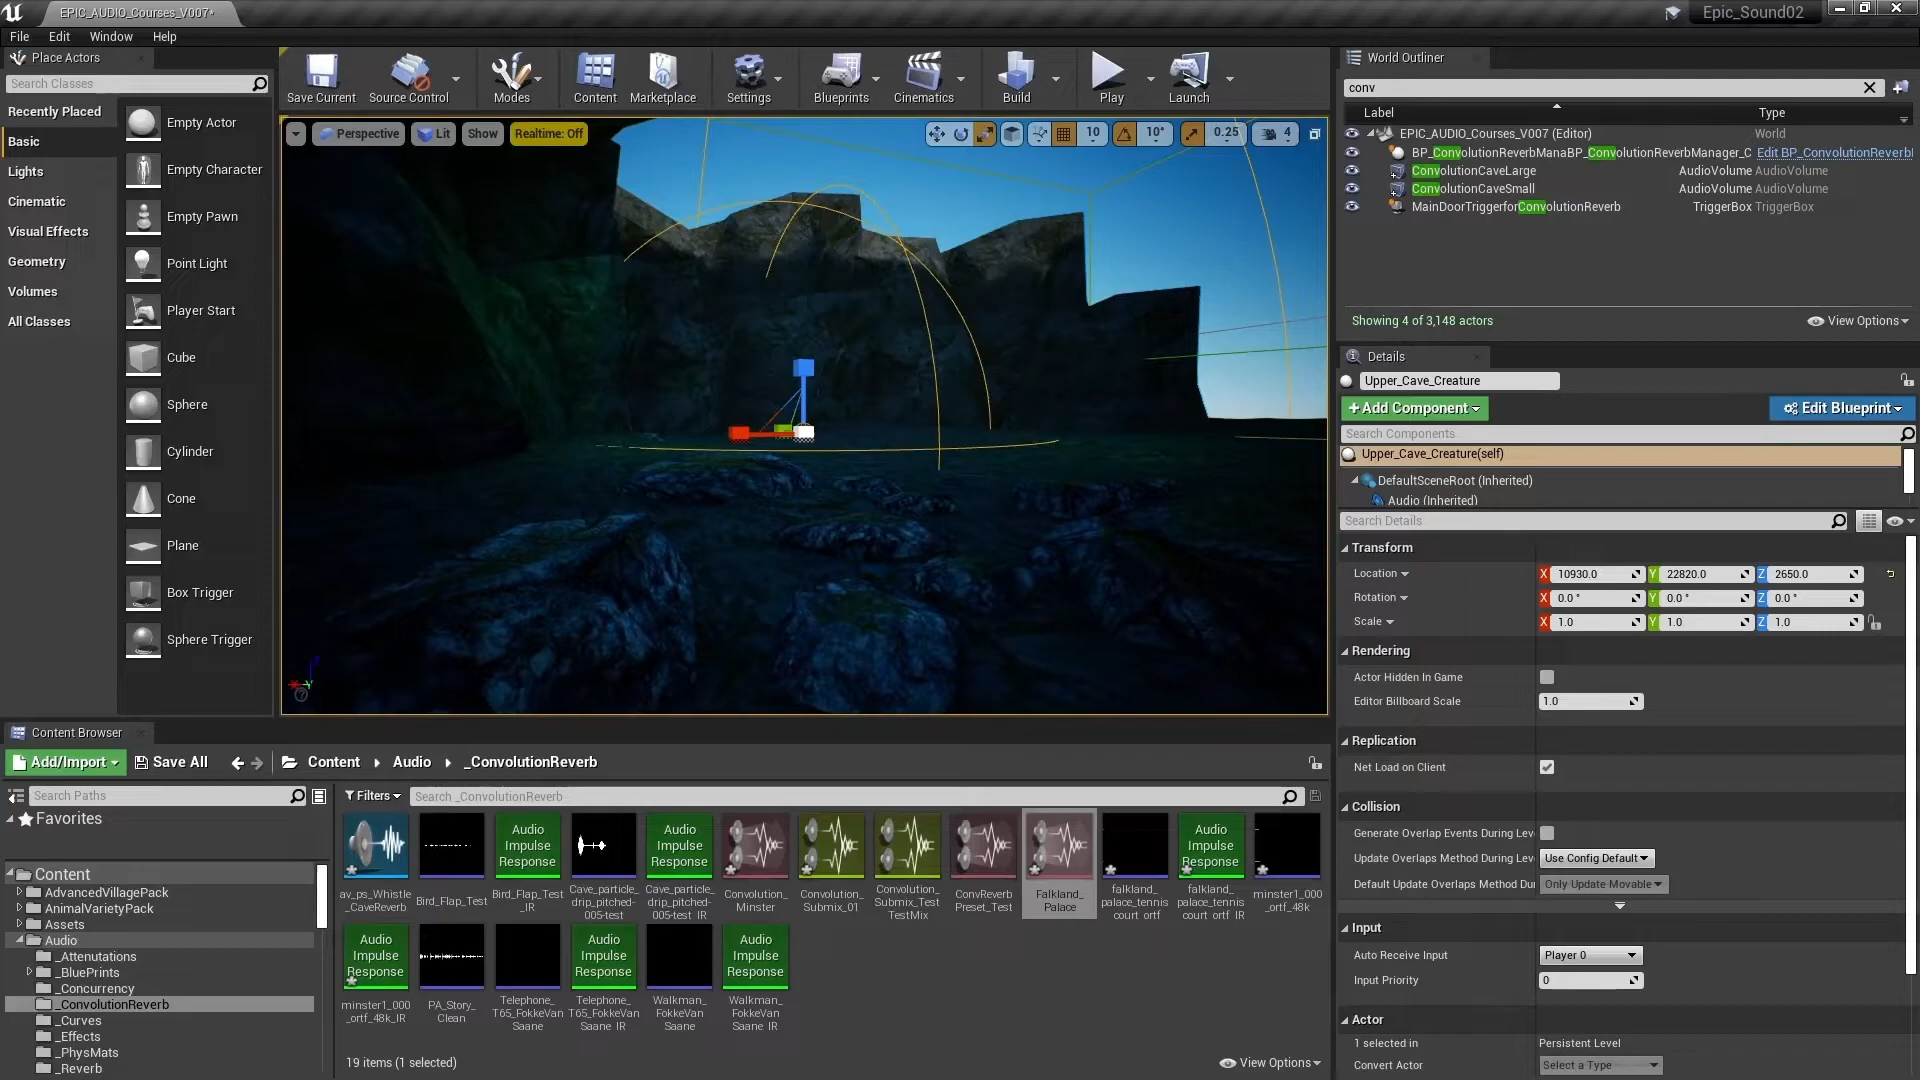 EPIC_AUDIO_Courses_V007*
Epic_Sound02
File Edit Window Help
Place Actors
Search Classes
Recently Placed
Basic
Lights
Cinematic
Visual Effects
Geometry
Volumes
All Classes
Empty Actor
Empty Character
Empty Pawn
Point Light
Player Start
Cube
Sphere
Cylinder
Cone
Plane
Box Trigger
Sphere Trigger
Save Current Source Control Modes Content Marketplace Settings Blueprints Cinematics Build Play Launch
Perspective Lit Show Realtime: Off
10 10° 0.25 4
World Outliner
conv
Label Type
EPIC_AUDIO_Courses_V007 (Editor) World
BP_ConvolutionReverbManaBP_ConvolutionReverbManager_C Edit BP_ConvolutionReverbI
ConvolutionCaveLarge AudioVolume AudioVolume
ConvolutionCaveSmall AudioVolume AudioVolume
MainDoorTriggerforConvolutionReverb TriggerBox TriggerBox
Showing 4 of 3,148 actors
View Options
Details
Upper_Cave_Creature
+Add Component
Edit Blueprint
Search Components
Upper_Cave_Creature(self)
DefaultSceneRoot (Inherited)
Audio (Inherited)
Search Details
Transform
Location X 10930.0 Y 22820.0 Z 2650.0
Rotation X 0.0 ° Y 0.0 ° Z 0.0 °
Scale X 1.0 Y 1.0 Z 1.0
Rendering
Actor Hidden In Game
Editor Billboard Scale 1.0
Replication
Net Load on Client
Collision
Generate Overlap Events During Lev
Update Overlaps Method During Lev Use Config Default
Default Update Overlaps Method Dur Only Update Movable
Input
Auto Receive Input Player 0
Input Priority 0
Actor
1 selected in Persistent Level
Convert Actor Select a Type
Content Browser
Add/Import Save All Content Audio _ConvolutionReverb
Search Paths
Filters
Search _ConvolutionReverb
Favorites
Content
AdvancedVillagePack
AnimalVarietyPack
Assets
Audio
_Attenutations
_BluePrints
_Concurrency
_ConvolutionReverb
_Curves
_Effects
_PhysMats
_Reverb
av_ps_Whistle
_CaveReverb
Bird_Flap_Test
Audio
Impulse
Response
Bird_Flap_Test
_IR
Cave_particle_
drip_pitched-
005-test
Audio
Impulse
Response
Cave_particle_
drip_pitched-
005-test_IR
Convolution_
Minster
Convolution_
Submix_01
Convolution_
Submix_Test
TestMix
ConvReverb
Preset_Test
Falkland_
Palace
falkland_
palace_tennis
court_ortf
Audio
Impulse
Response
falkland_
palace_tennis
court_ortf_IR
minster1_000
_ortf_48k
Audio
Impulse
Response
minster1_000
_ortf_48k_IR
PA_Story_
Clean
Telephone_
T65_FokkeVan
Saane
Audio
Impulse
Response
Telephone_
T65_FokkeVan
Saane_IR
Walkman_
FokkeVan
Saane
Audio
Impulse
Response
Walkman_
FokkeVan
Saane_IR
19 items (1 selected)
View Options